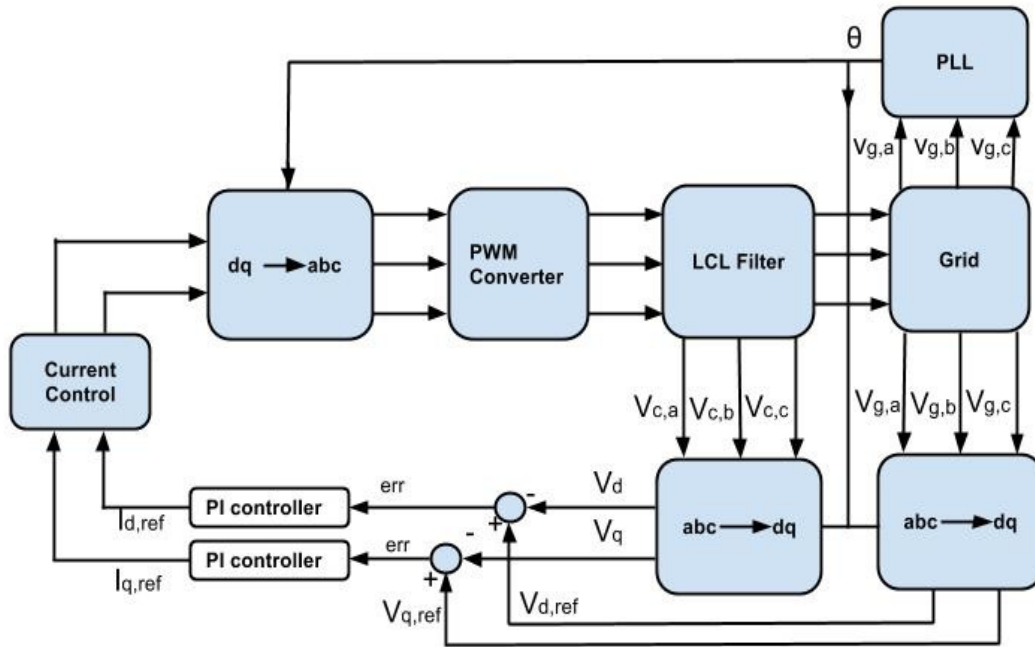 θ
PLL
vg,a
vg,b
vg,c
dq → abc
PWM
Converter
LCL Filter
Grid
Current
Control
Vc,a
Vc,b
Vc,c
Vg,a
Vg,b
Vg,c
Id,ref
PI controller
err
-
+
Vd
abc → dq
abc → dq
Iq,ref
PI controller
err
-
+
Vq
Vq,ref
Vd,ref